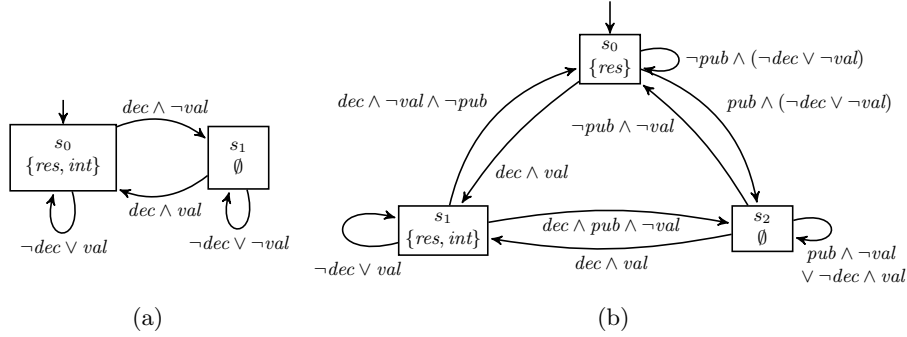 s₀
{res, int}
dec ∧ ¬val
s₁
∅
dec ∧ val
¬dec ∨ val
¬dec ∨ ¬val
(a)
s₀
{res}
¬pub ∧ (¬dec ∨ ¬val)
dec ∧ ¬val ∧ ¬pub
pub ∧ (¬dec ∨ ¬val)
¬pub ∧ ¬val
dec ∧ val
s₁
{res, int}
¬dec ∨ val
dec ∧ pub ∧ ¬val
dec ∧ val
s₂
∅
pub ∧ ¬val
∨ ¬dec ∧ val
(b)